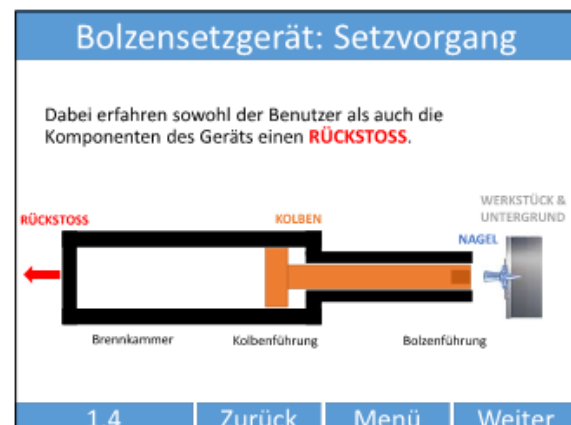 Bolzensetzgerät: Setzvorgang
Dabei erfahren sowohl der Benutzer als auch die
Komponenten des Geräts einen RÜCKSTOSS.
WERKSTÜCK &
UNTERGRUND
RÜCKSTOSS
KOLBEN
NAGEL
Brennkammer
Kolbenführung
Bolzenführung
1.4
Zurück
Menü
Weiter